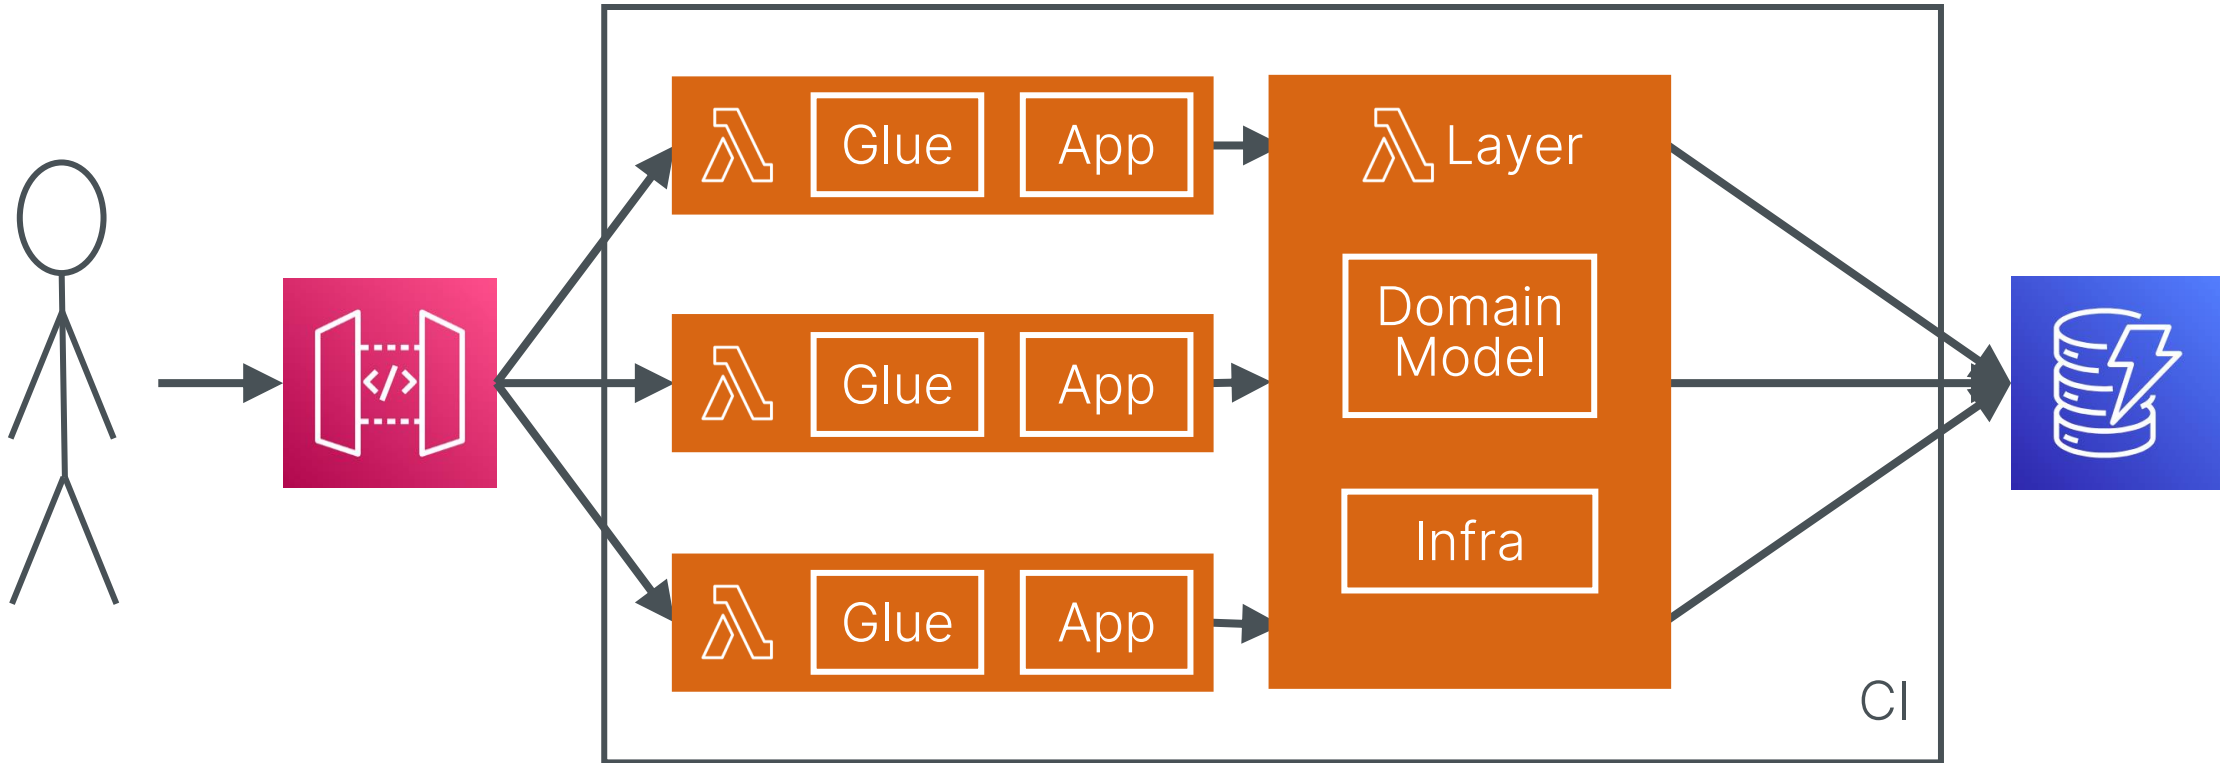 Glue
App
Layer
Glue
App
Domain
Model
Glue
App
Infra
CI